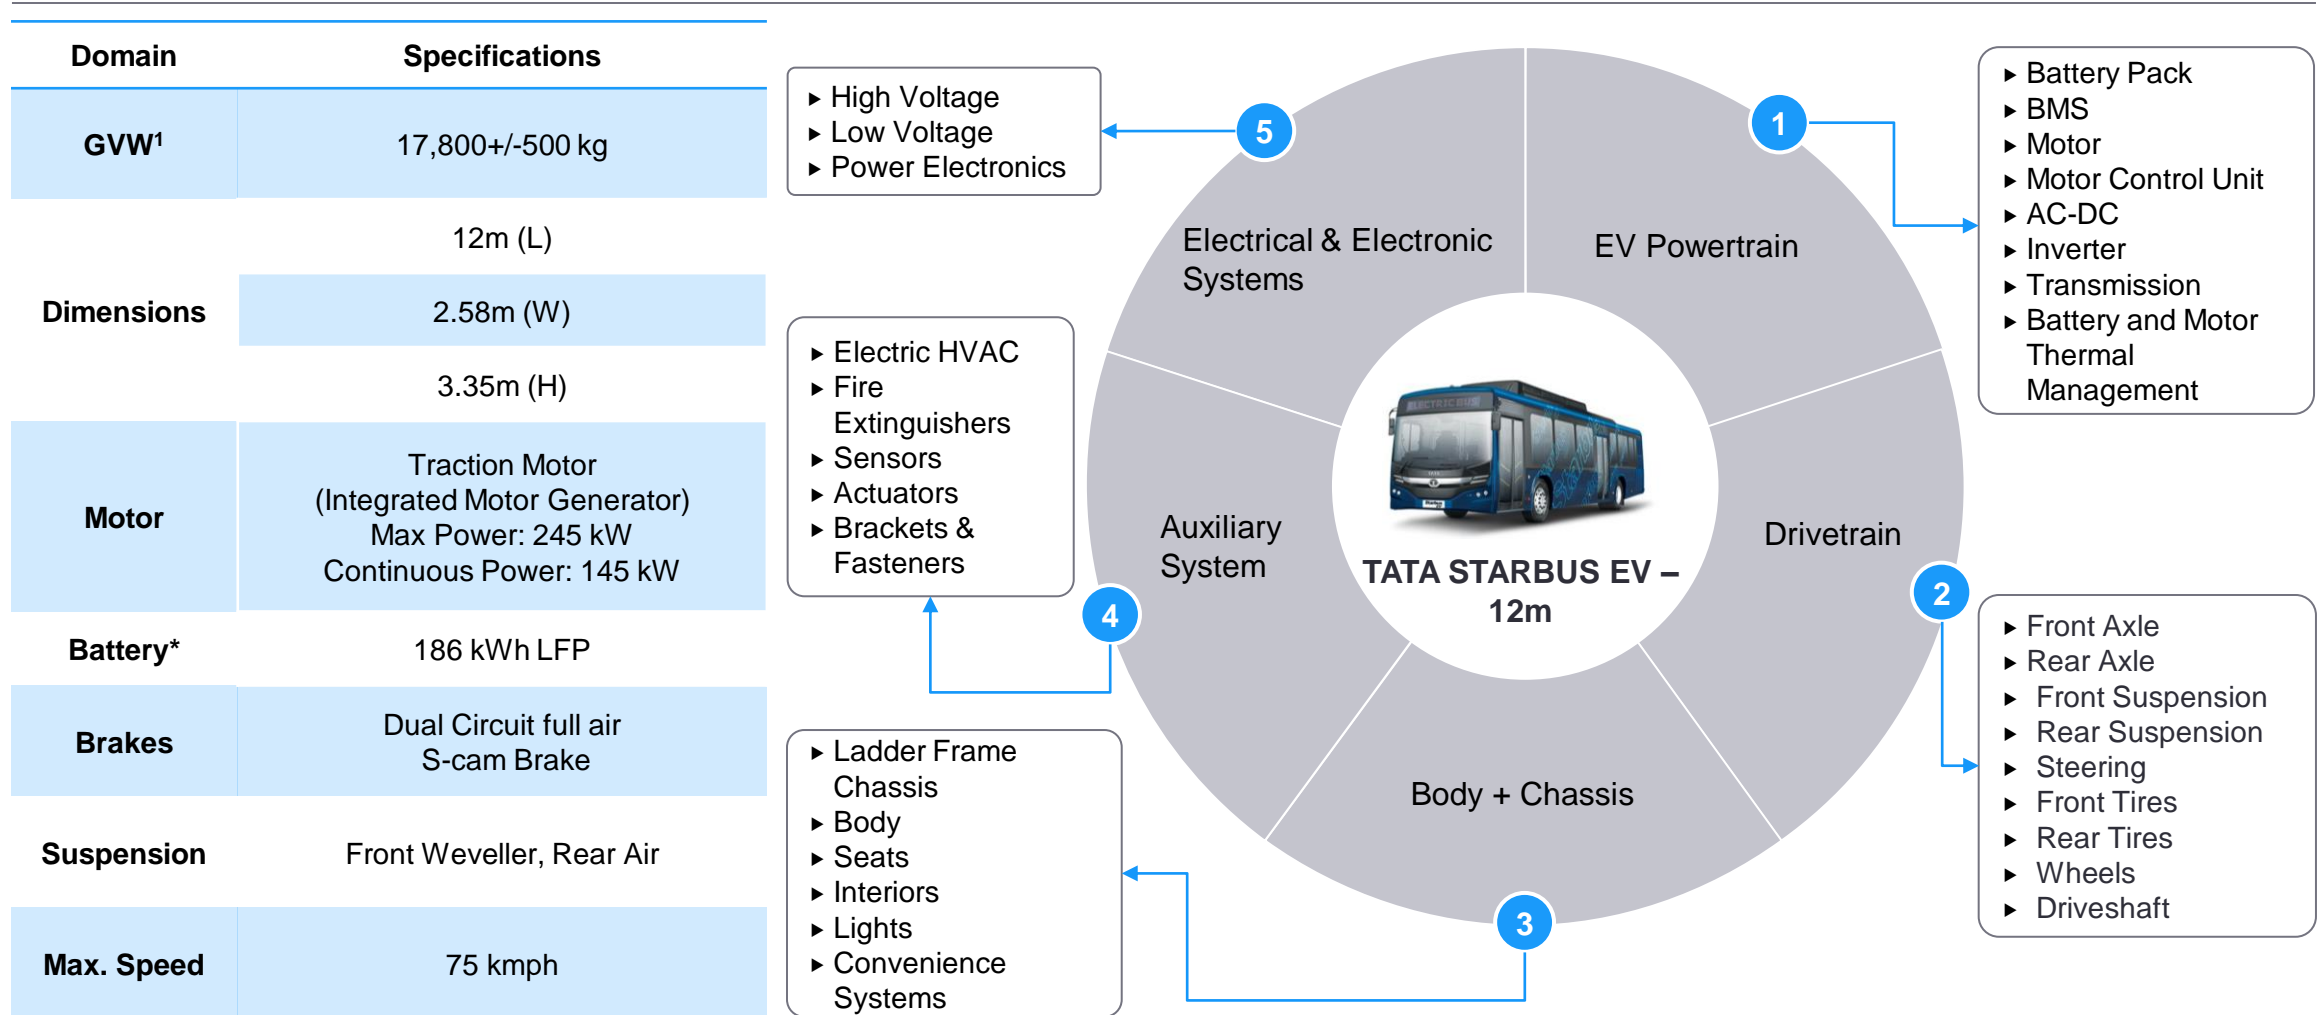 Domain
Specifications
GVW¹
17,800+/-500 kg
Dimensions
12m (L)
2.58m (W)
3.35m (H)
Motor
Traction Motor
(Integrated Motor Generator)
Max Power: 245 kW
Continuous Power: 145 kW
Battery*
186 kWh LFP
Brakes
Dual Circuit full air
S-cam Brake
Suspension
Front Weveller, Rear Air
Max. Speed
75 kmph
▶ High Voltage
▶ Low Voltage
▶ Power Electronics
5
Electrical & Electronic
Systems
▶ Electric HVAC
▶ Fire
Extinguishers
▶ Sensors
▶ Actuators
▶ Brackets &
Fasteners
4
Auxiliary
System
▶ Ladder Frame
Chassis
▶ Body
▶ Seats
▶ Interiors
▶ Lights
▶ Convenience
Systems
3
Body + Chassis
ELECTRIC BUS
TATA STARBUS EV –
12m
1
EV Powertrain
▶ Battery Pack
▶ BMS
▶ Motor
▶ Motor Control Unit
▶ AC-DC
▶ Inverter
▶ Transmission
▶ Battery and Motor
Thermal
Management
2
Drivetrain
▶ Front Axle
▶ Rear Axle
▶ Front Suspension
▶ Rear Suspension
▶ Steering
▶ Front Tires
▶ Rear Tires
▶ Wheels
▶ Driveshaft